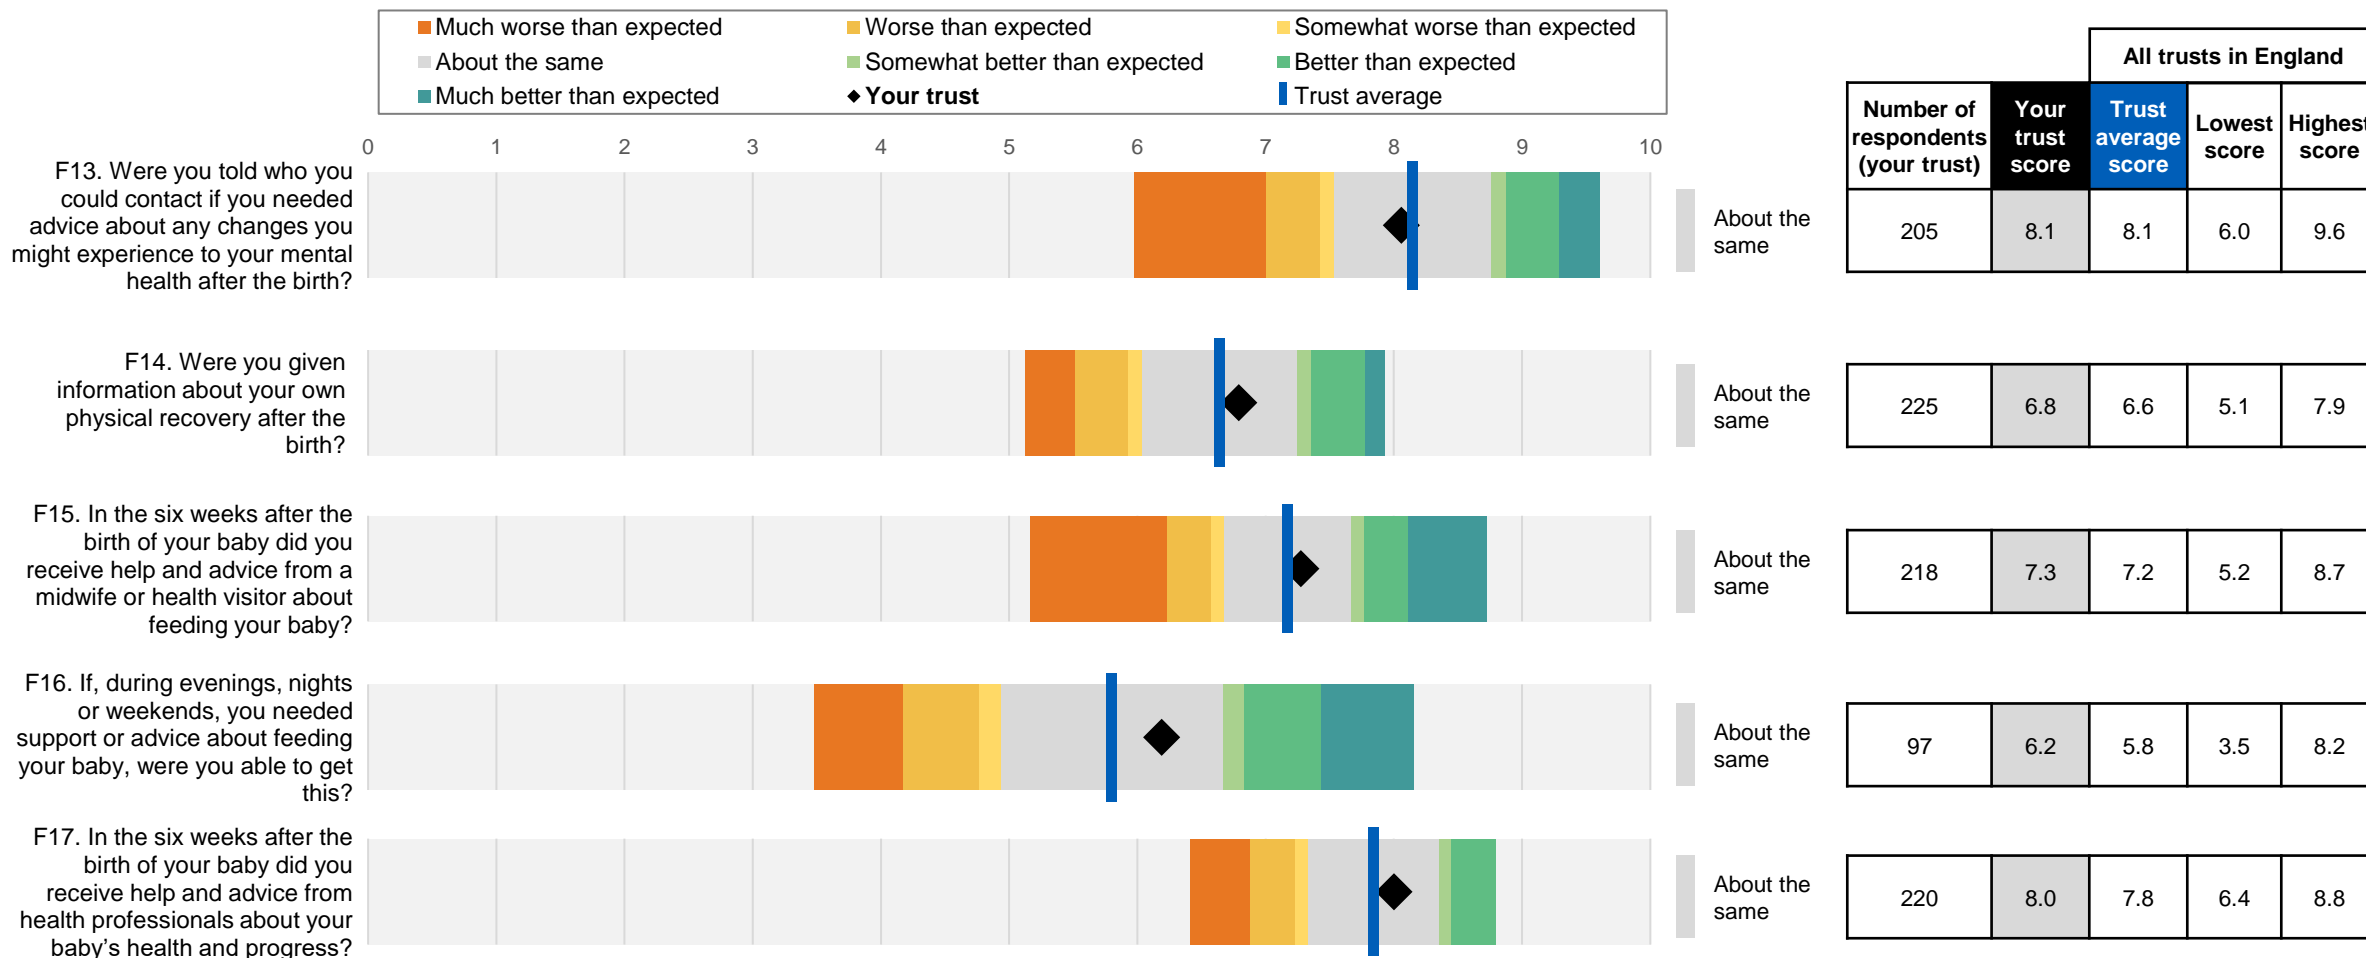 Much worse than expected
Worse than expected
Somewhat worse than expected
About the same
Somewhat better than expected
Better than expected
Much better than expected
Your trust
Trust average
All trusts in England
Number of
respondents
(your trust)
Your
trust
score
Trust
average
score
Lowest
score
Highest
score
0 1 2 3 4 5 6 7 8 9 10
F13. Were you told who you
could contact if you needed
advice about any changes you
might experience to your mental
health after the birth?
About the
same
205 8.1 8.1 6.0 9.6
F14. Were you given
information about your own
physical recovery after the
birth?
About the
same
225 6.8 6.6 5.1 7.9
F15. In the six weeks after the
birth of your baby did you
receive help and advice from a
midwife or health visitor about
feeding your baby?
About the
same
218 7.3 7.2 5.2 8.7
F16. If, during evenings, nights
or weekends, you needed
support or advice about feeding
your baby, were you able to get
this?
About the
same
97 6.2 5.8 3.5 8.2
F17. In the six weeks after the
birth of your baby did you
receive help and advice from
health professionals about your
baby’s health and progress?
About the
same
220 8.0 7.8 6.4 8.8